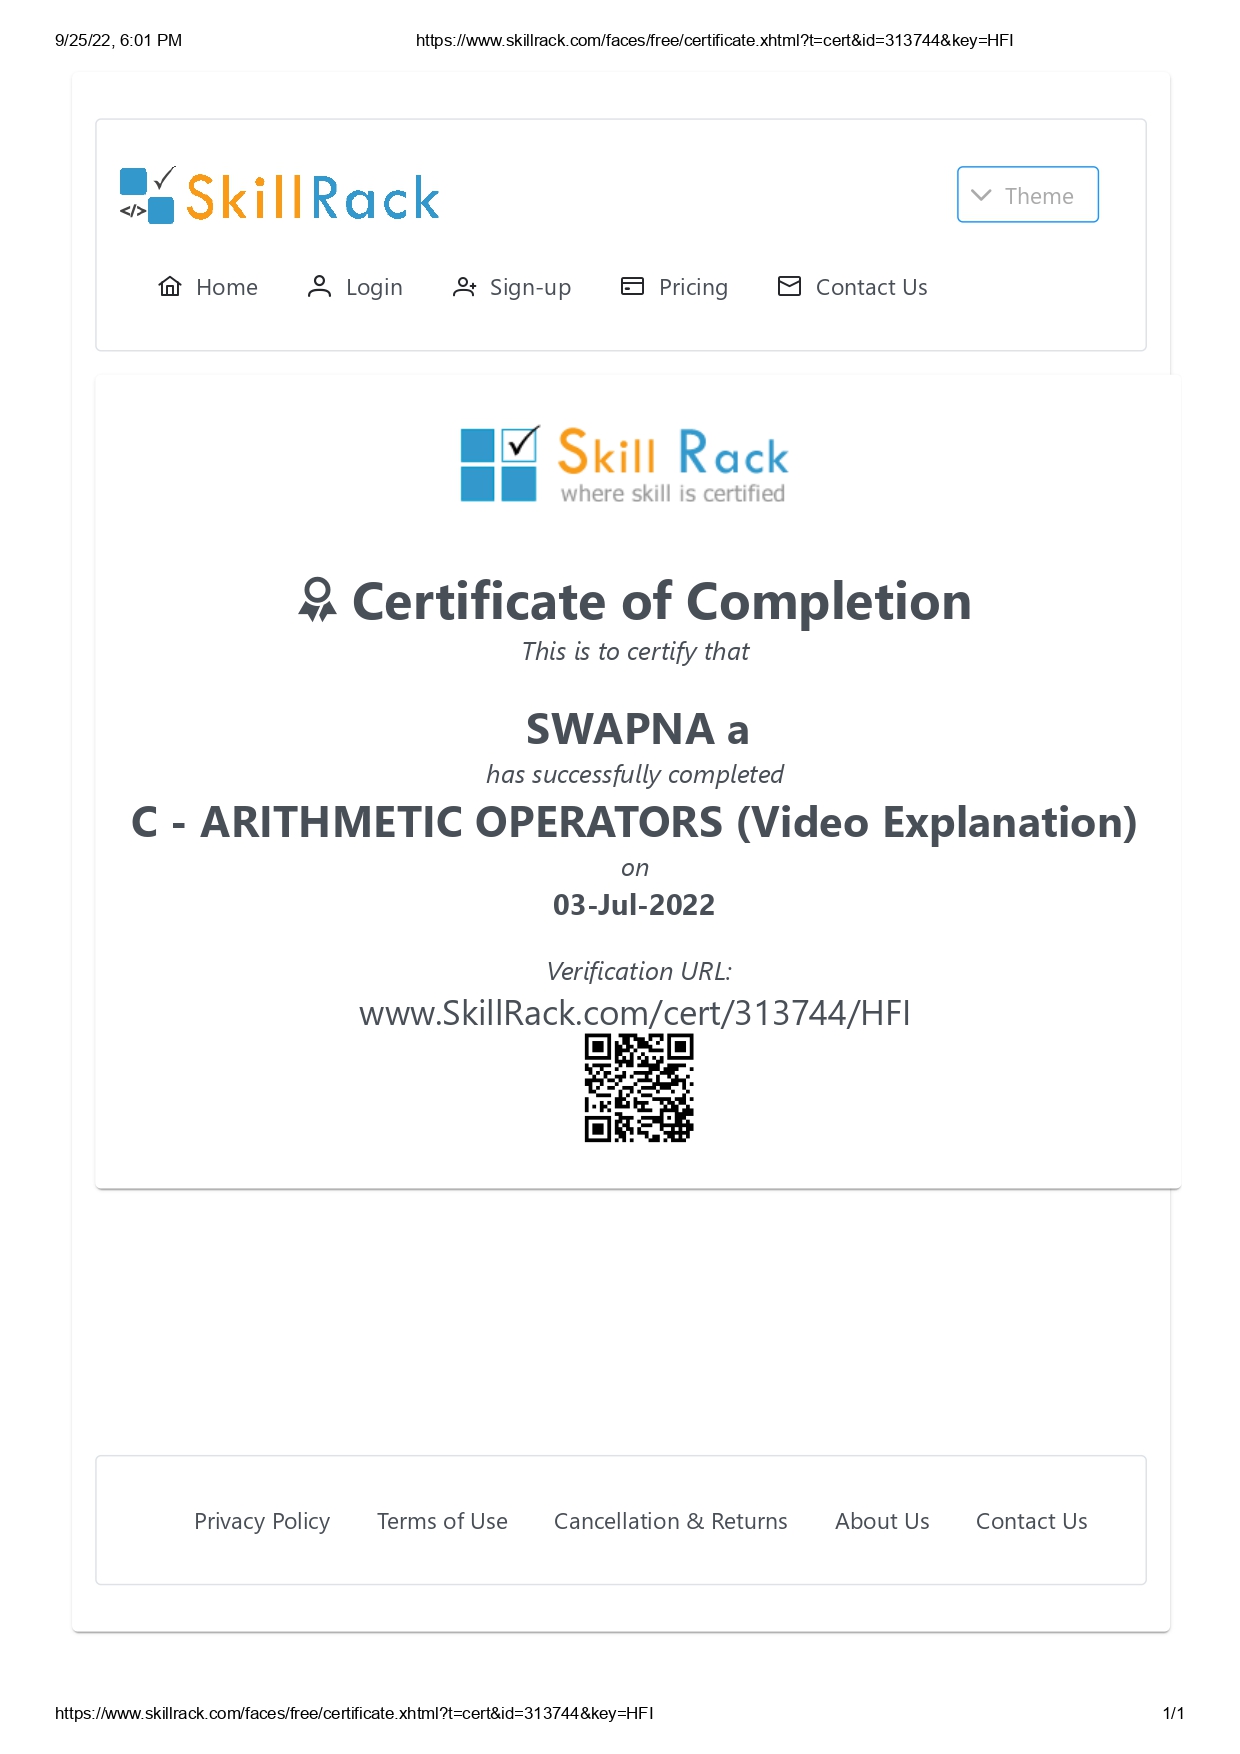 9/25/22, 6:01 PM https://www.skillrack.com/faces/free/certificate.xhtml?t=cert&id=313744&key=HFI
</> SkillRack Theme
Home Login Sign-up Pricing Contact Us
Skill Rack
where skill is certified
Certificate of Completion
This is to certify that
SWAPNA a
has successfully completed
C - ARITHMETIC OPERATORS (Video Explanation)
on
03-Jul-2022
Verification URL:
www.SkillRack.com/cert/313744/HFI
Privacy Policy Terms of Use Cancellation & Returns About Us Contact Us
https://www.skillrack.com/faces/free/certificate.xhtml?t=cert&id=313744&key=HFI 1/1